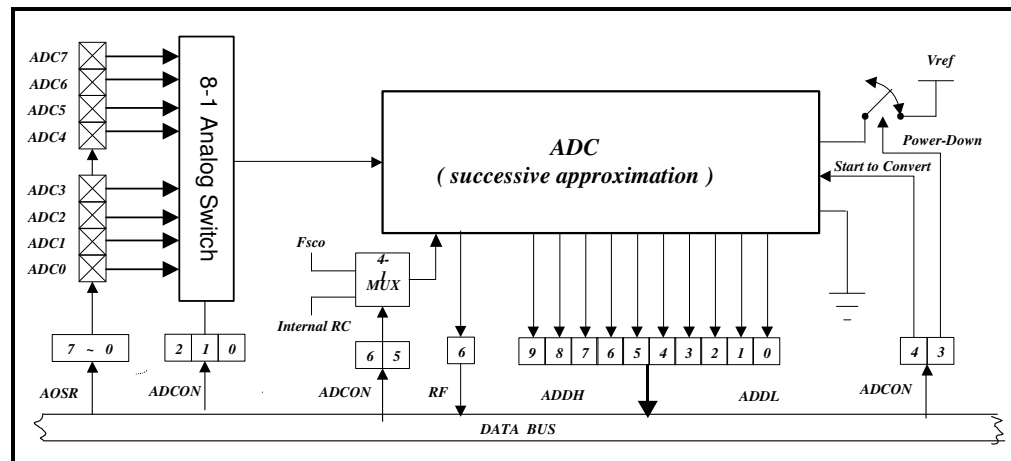 ADC7
ADC6
ADC5
ADC4
ADC3
ADC2
ADC1
ADC0
8-1 Analog Switch
ADC
( successive approximation )
Vref
Power-Down
Start to Convert
Fsco
4-1
MUX
Internal RC
7 ~ 0
2 1 0
6 5
6
9 8 7 6 5 4 3 2 1 0
4 3
AOSR
ADCON
ADCON
RF
ADDH
ADDL
ADCON
DATA BUS